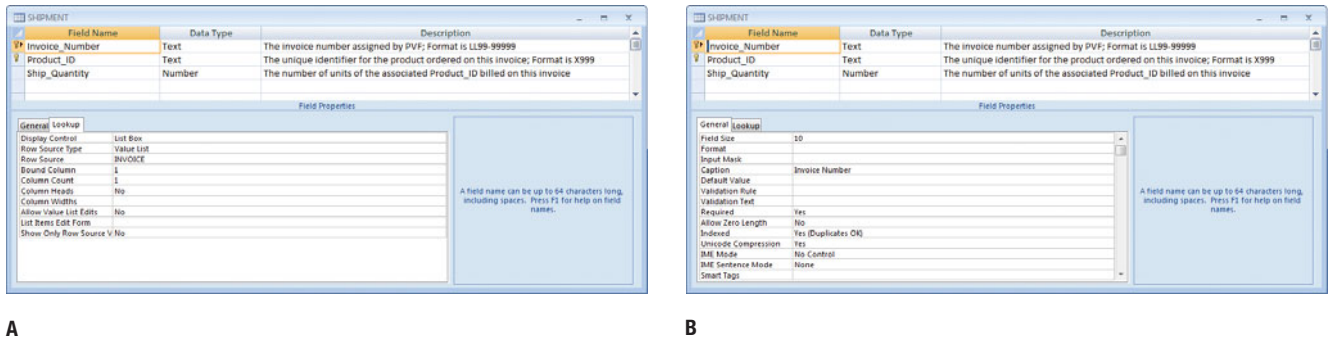 SHIPMENT
Field Name Data Type Description
Invoice_Number Text The invoice number assigned by PVF; Format is LL99-99999
Product_ID Text The unique identifier for the product ordered on this invoice; Format is X999
Ship_Quantity Number The number of units of the associated Product_ID billed on this invoice
Field Properties
General Lookup
Display Control List Box
Row Source Type Value List
Row Source INVOICE
Bound Column 1
Column Count 1
Column Heads No
Column Widths
Allow Value List Edits No
List Items Edit Form
Show Only Row Source V No
A field name can be up to 64 characters long,
including spaces. Press F1 for help on field
names.
A
SHIPMENT
Field Name Data Type Description
Invoice_Number Text The invoice number assigned by PVF; Format is LL99-99999
Product_ID Text The unique identifier for the product ordered on this invoice; Format is X999
Ship_Quantity Number The number of units of the associated Product_ID billed on this invoice
Field Properties
General Lookup
Field Size 10
Format
Input Mask
Caption Invoice Number
Default Value
Validation Rule
Validation Text
Required Yes
Allow Zero Length No
Indexed Yes (Duplicates OK)
Unicode Compression Yes
IME Mode No Control
IME Sentence Mode None
Smart Tags
A field name can be up to 64 characters long,
including spaces. Press F1 for help on field
names.
B